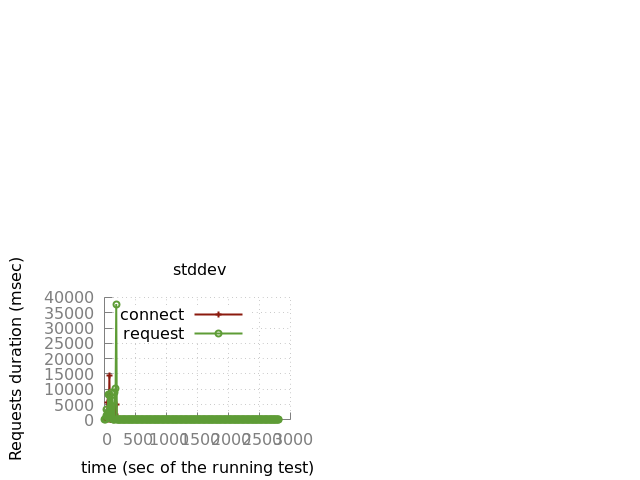 stddev
Requests duration (msec)
40000
35000
30000
25000
20000
15000
10000
5000
0
connect
request
0 500 1000 1500 2000 2500 3000
time (sec of the running test)